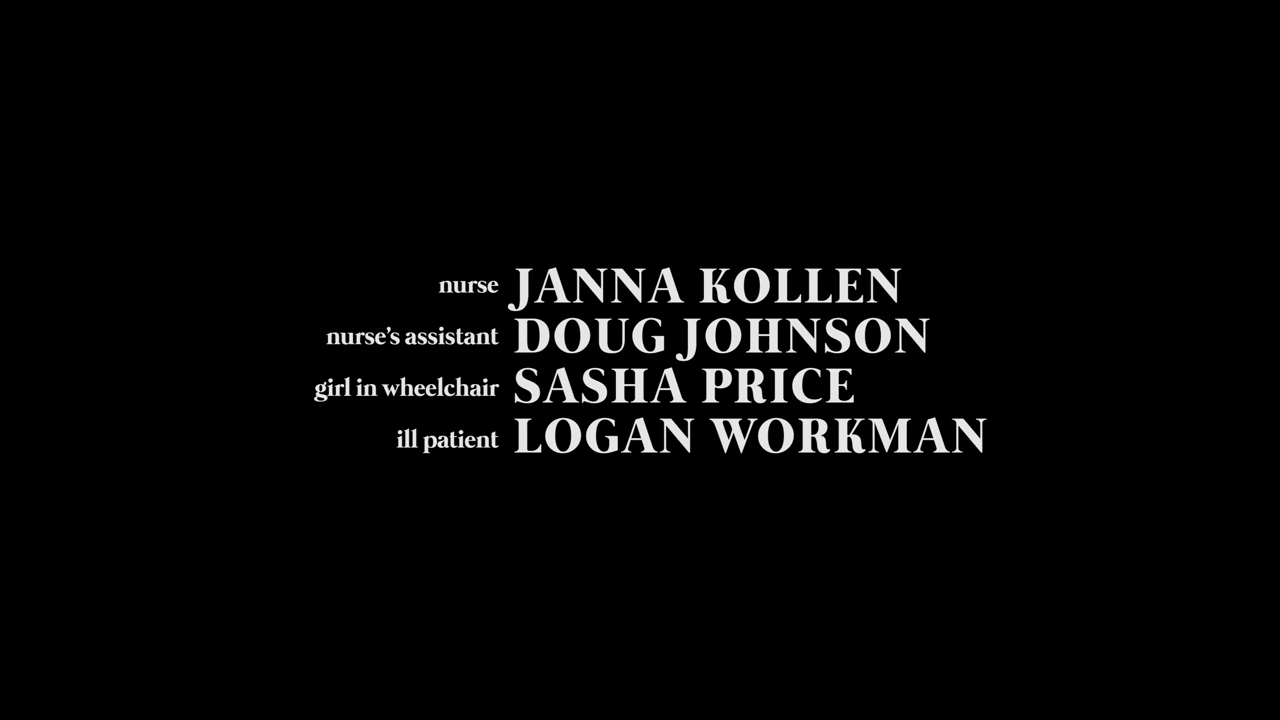 nurse JANNA KOLLEN
nurse’s assistant DOUG JOHNSON
girl in wheelchair SASHA PRICE
ill patient LOGAN WORKMAN